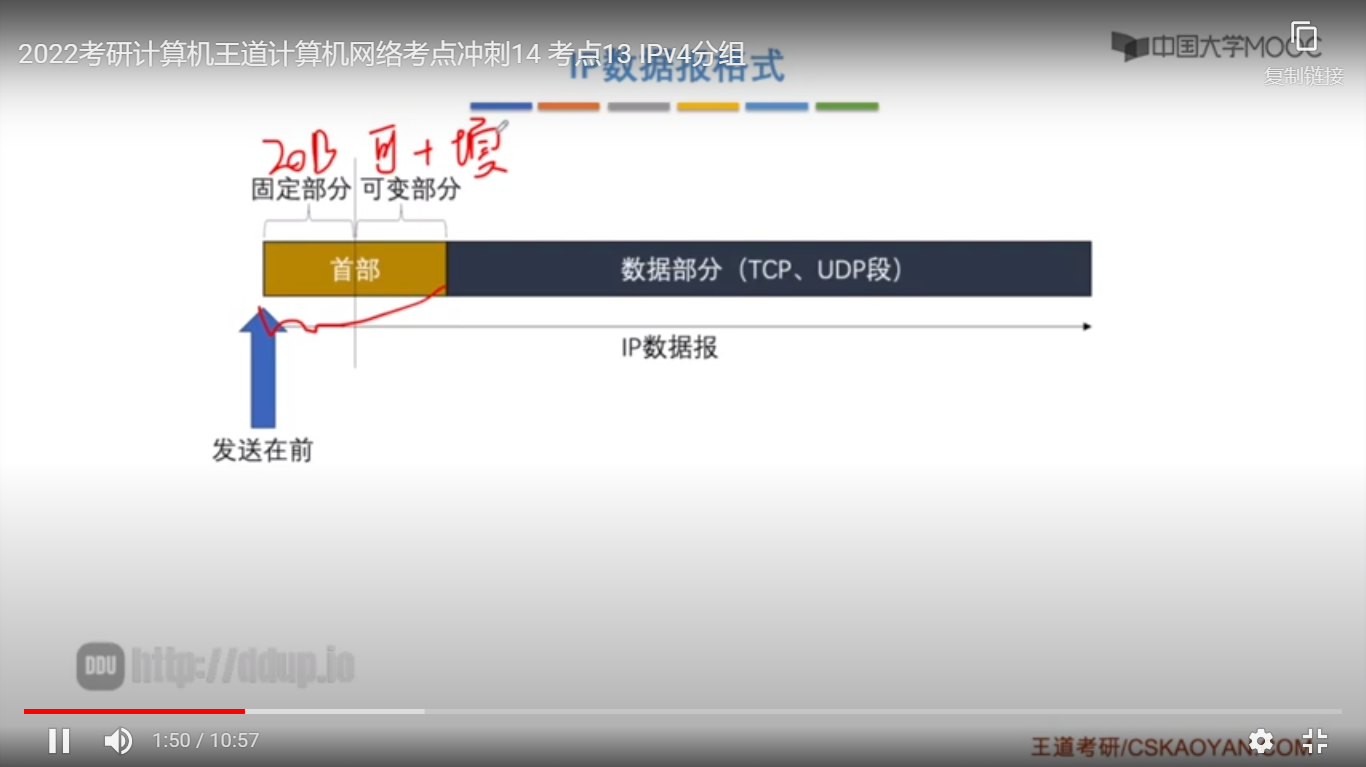 2022考研计算机王道计算机网络考点冲刺14 考点13 IPv4分组
IP数据报格式
中国大学MOOC
复制链接
20B 可+填
固定部分 可变部分
首部
数据部分（TCP、UDP段）
IP数据报
发送在前
DDU http://ddup.io
1:50 / 10:57
王道考研/CSKAOYAN.COM